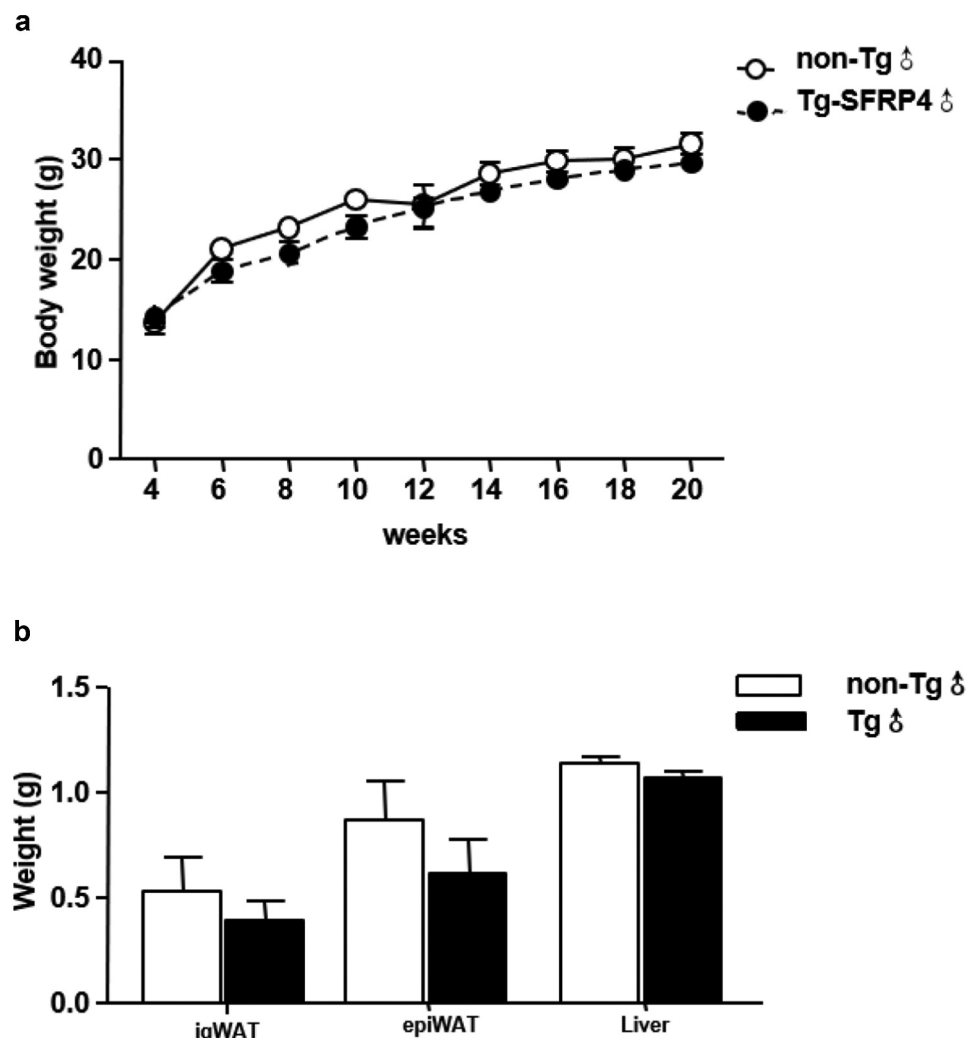 a
non-Tg ♂
Tg-SFRP4 ♂
Body weight (g)
40
30
20
10
0
4 6 8 10 12 14 16 18 20
weeks
b
non-Tg ♂
Tg ♂
Weight (g)
1.5
1.0
0.5
0.0
igWAT epiWAT Liver